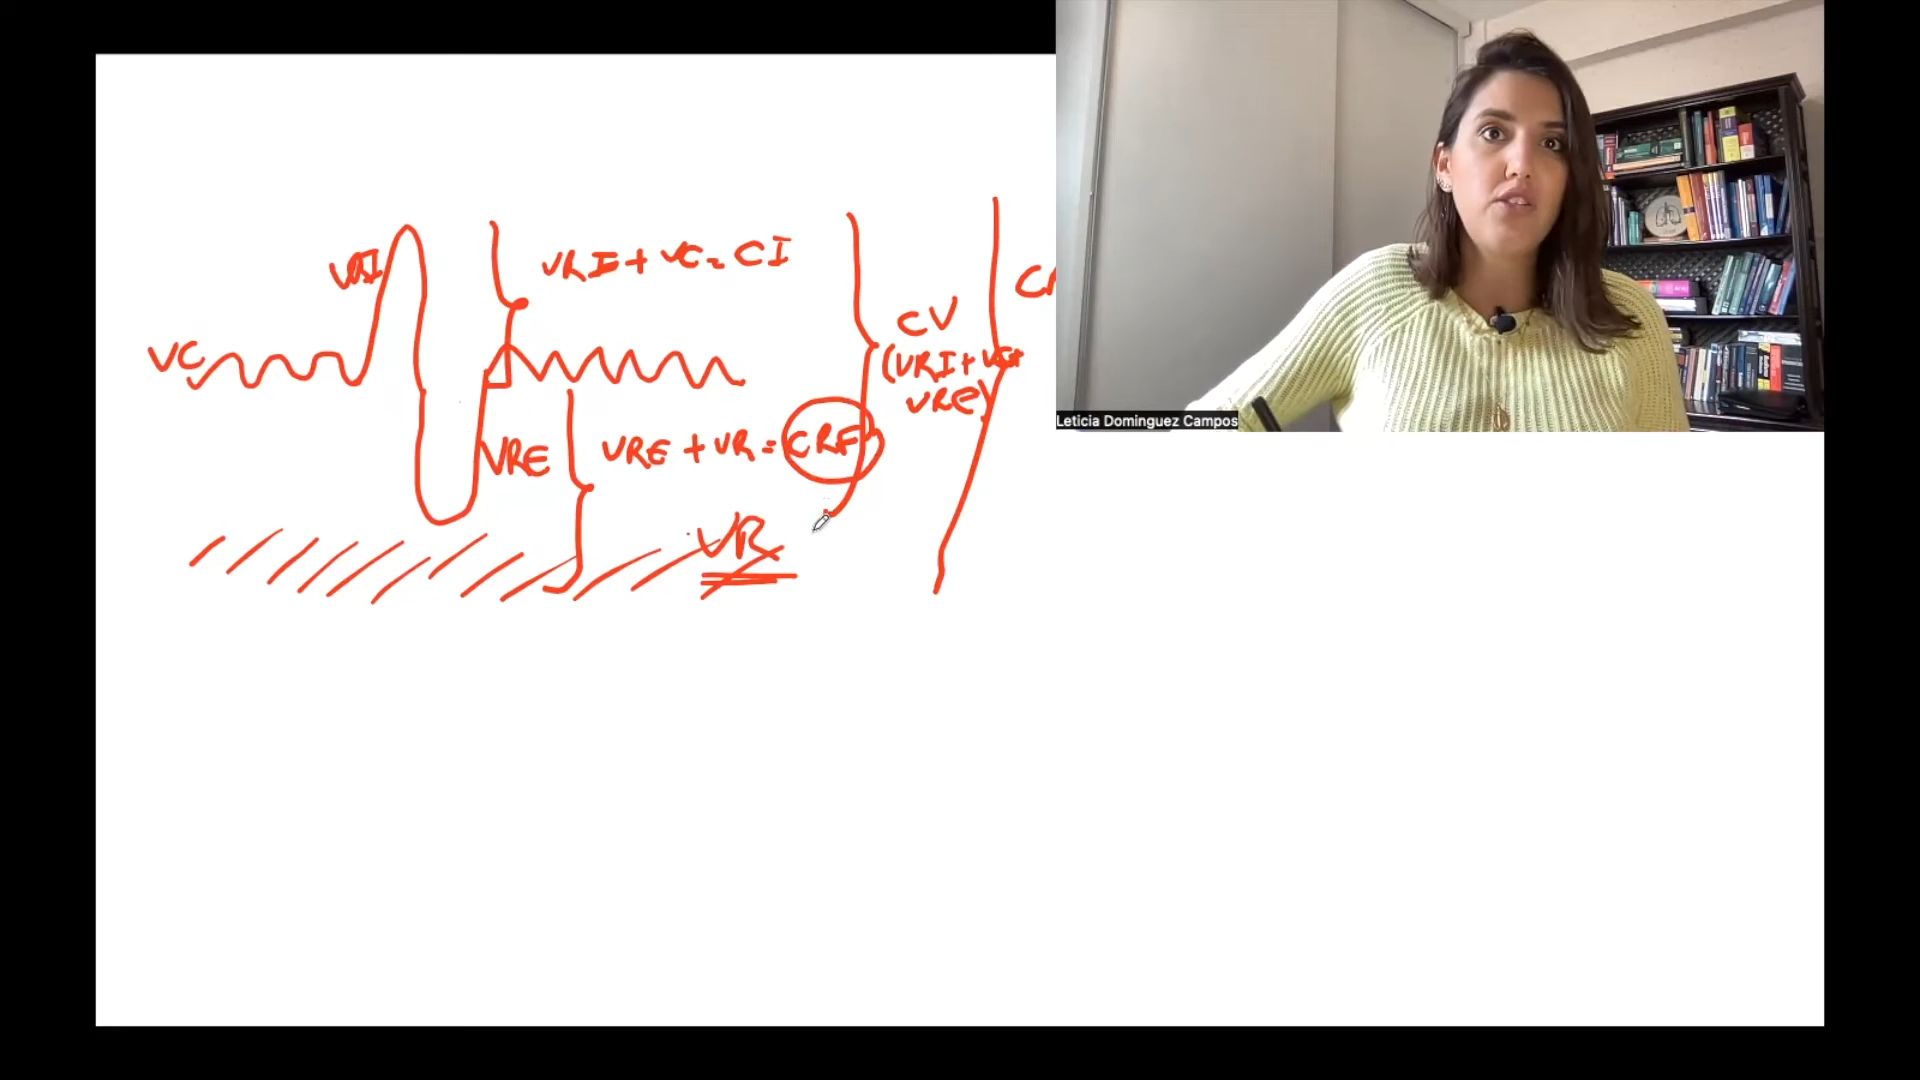 VRI
VRI + VC = CI
VC
CV
(VRI + VC +
VRE)
VRE
VRE + VR = CRF
VR
Leticia Dominguez Campos